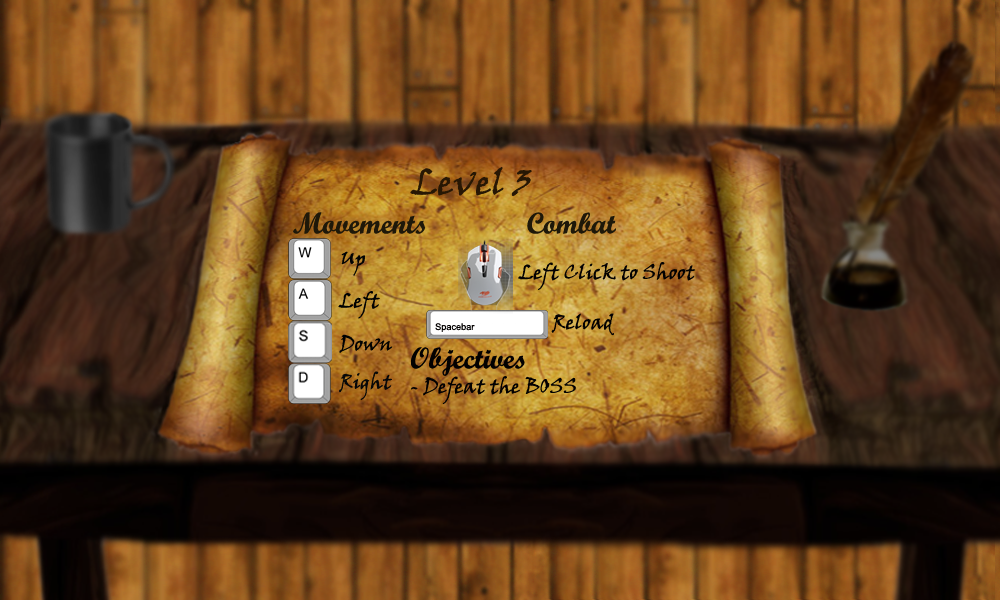 Level 3
Movements
W Up
A Left
S Down
D Right
Combat
Left Click to Shoot
Spacebar Reload
Objectives
- Defeat the BOSS